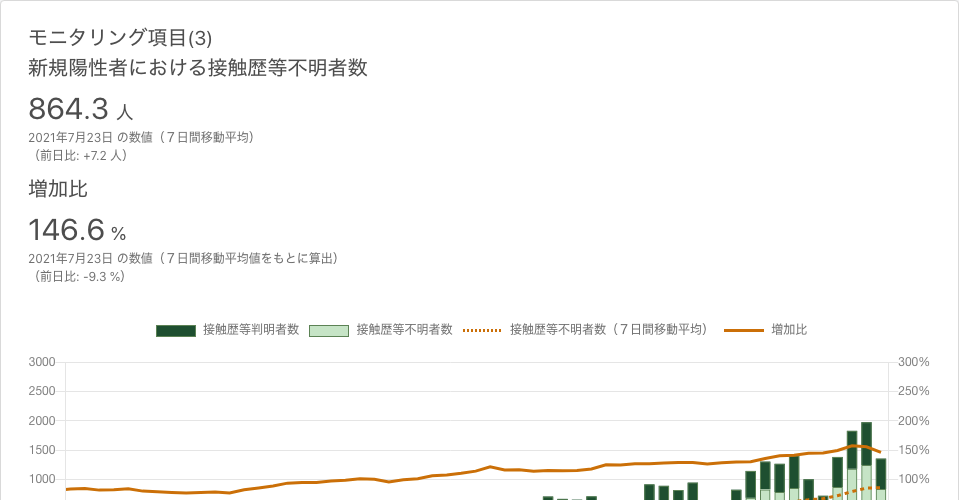 モニタリング項目(3)
新規陽性者における接触歴等不明者数
864.3 人
2021年7月23日 の数値（７日間移動平均）
（前日比: +7.2 人）
増加比
146.6 %
2021年7月23日 の数値（７日間移動平均値をもとに算出）
（前日比: -9.3 %）
接触歴等判明者数 接触歴等不明者数 接触歴等不明者数（７日間移動平均） 増加比
3000 300%
2500 250%
2000 200%
1500 150%
1000 100%